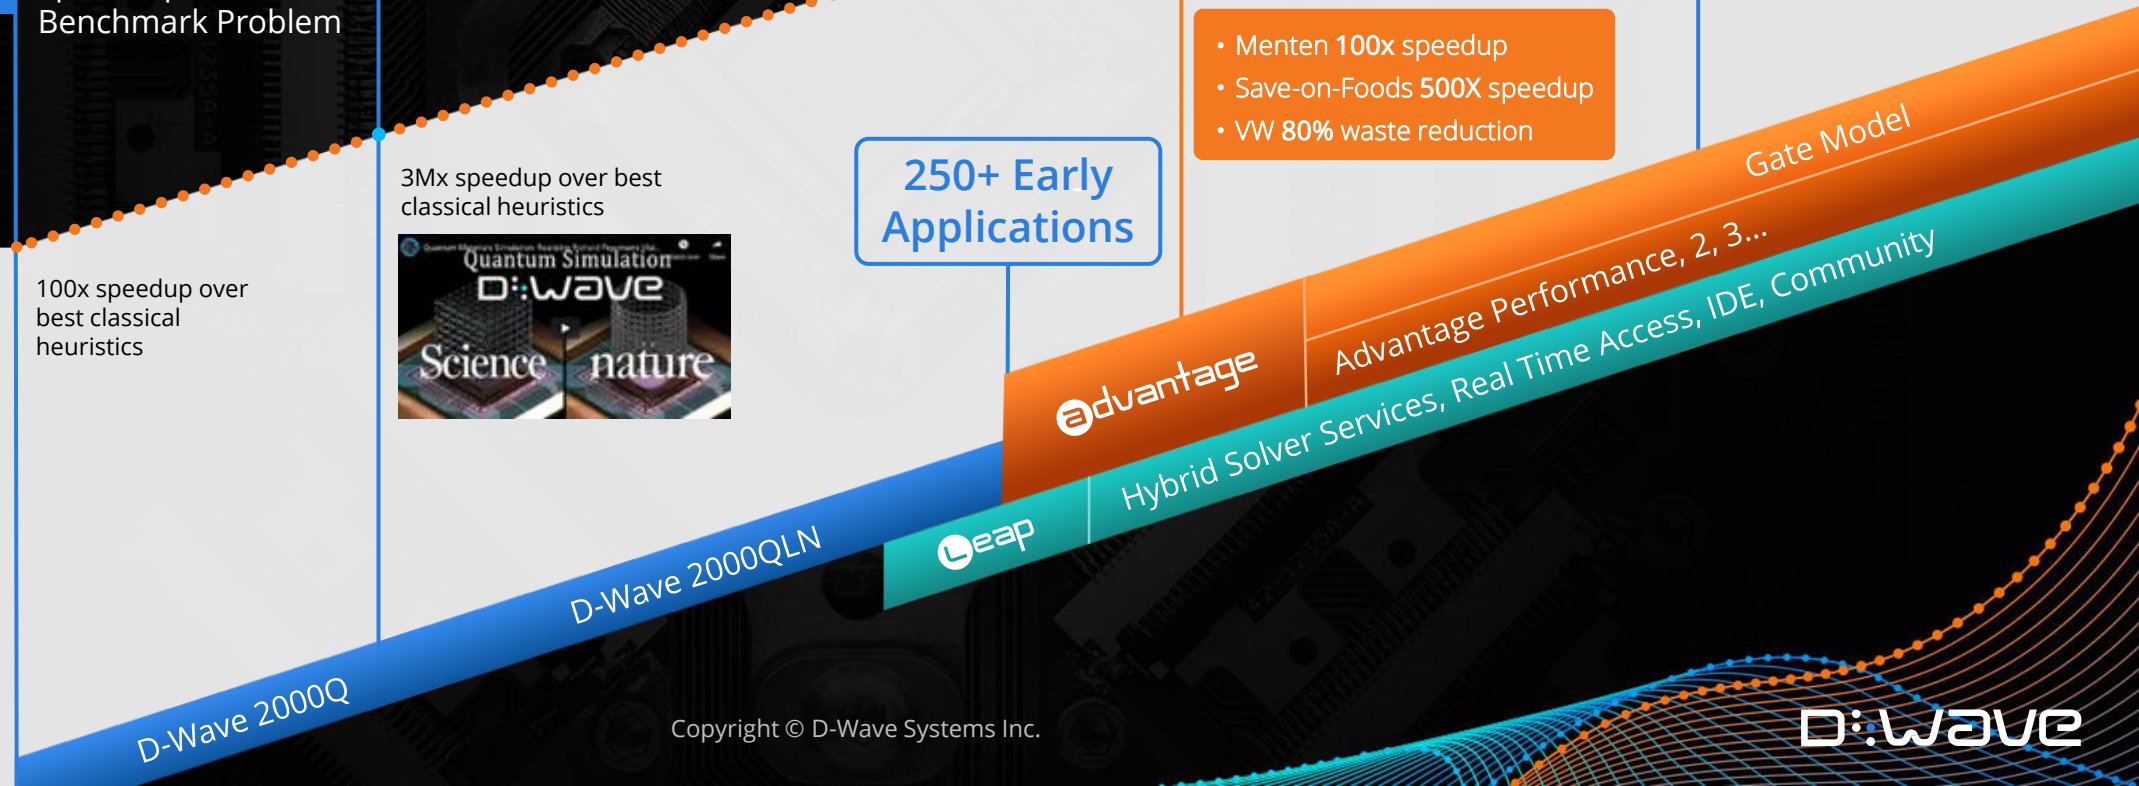 Benchmark Problem
100x speedup over
best classical
heuristics
3Mx speedup over best
classical heuristics
Quantum Simulation
D:wave
Science
nature
250+ Early
Applications
• Menten 100x speedup
• Save-on-Foods 500X speedup
• VW 80% waste reduction
Gate Model
Advantage Performance, 2, 3...
advantage
Hybrid Solver Services, Real Time Access, IDE, Community
Leap
D-Wave 2000QLN
D-Wave 2000Q
Copyright © D-Wave Systems Inc.
D:wave